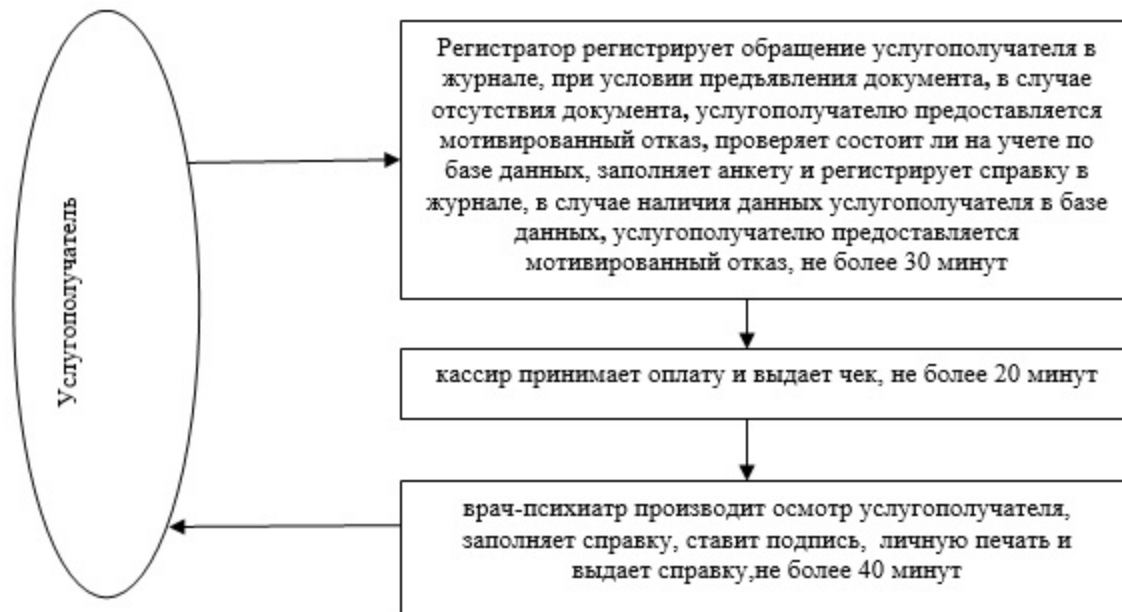 Услугополучатель
Регистратор регистрирует обращение услугополучателя в
журнале, при условии предъявления документа, в случае
отсутствия документа, услугополучателю предоставляется
мотивированный отказ, проверяет состоит ли на учете по
базе данных, заполняет анкету и регистрирует справку в
журнале, в случае наличия данных услугополучателя в базе
данных, услугополучателю предоставляется
мотивированный отказ, не более 30 минут
кассир принимает оплату и выдает чек, не более 20 минут
врач-психиатр производит осмотр услугополучателя,
заполняет справку, ставит подпись, личную печать и
выдает справку,не более 40 минут